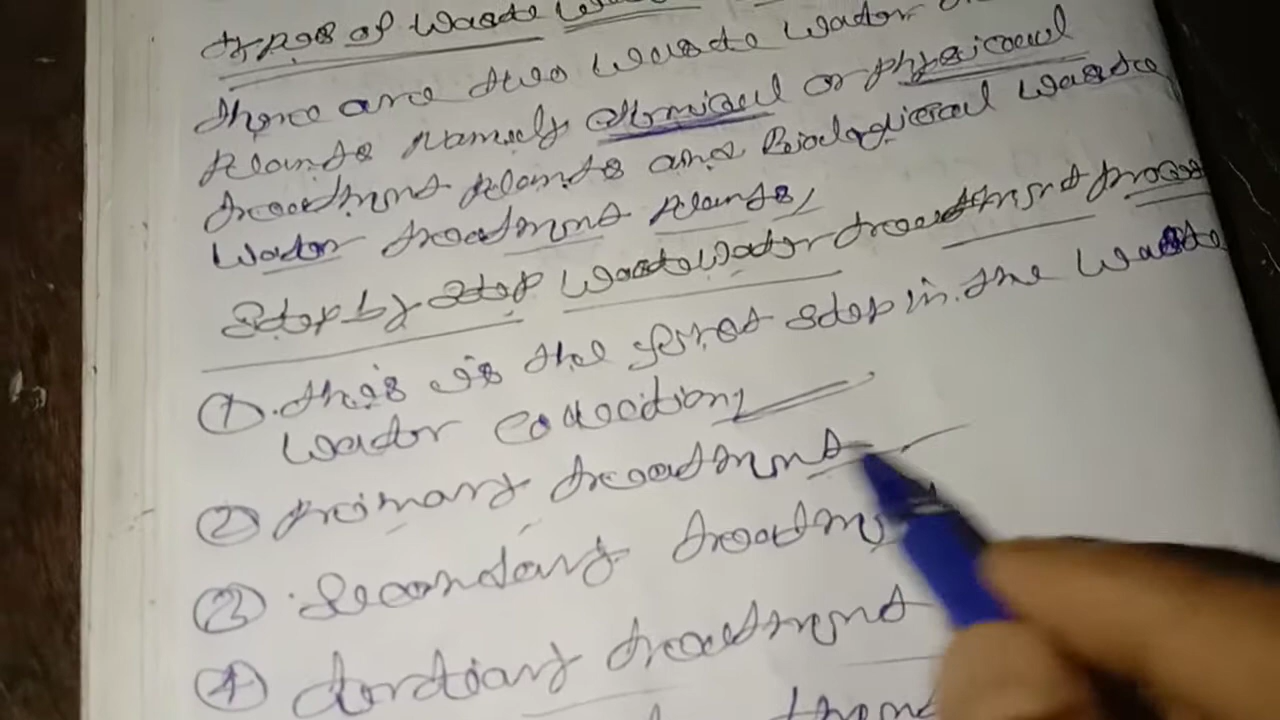 types of waste
there are two waste water
plants namely chemical or physical
treatment plants and Biological waste
water treatment plants
Step by step wastewater treatment process
① this is the first step in the waste
water collection
② primary treatment
③ Secondary treatm
④ tertiary treatment